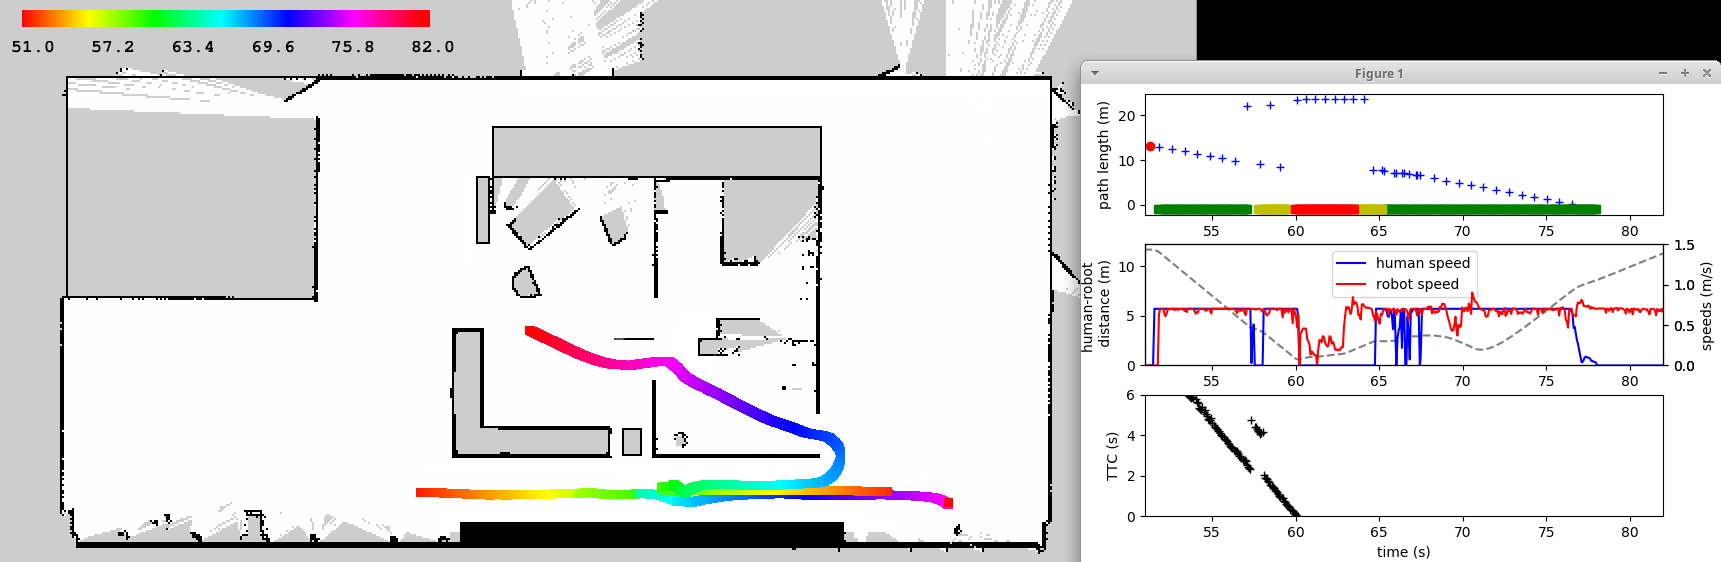 51.0 57.2 63.4 69.6 75.8 82.0
Figure 1
path length (m)
20
10
0
55 60 65 70 75 80
human-robot
distance (m)
10
5
0
human speed
robot speed
1.5
1.0
0.5
0.0
speeds (m/s)
55 60 65 70 75 80
TTC (s)
6
4
2
0
55 60 65 70 75 80
time (s)